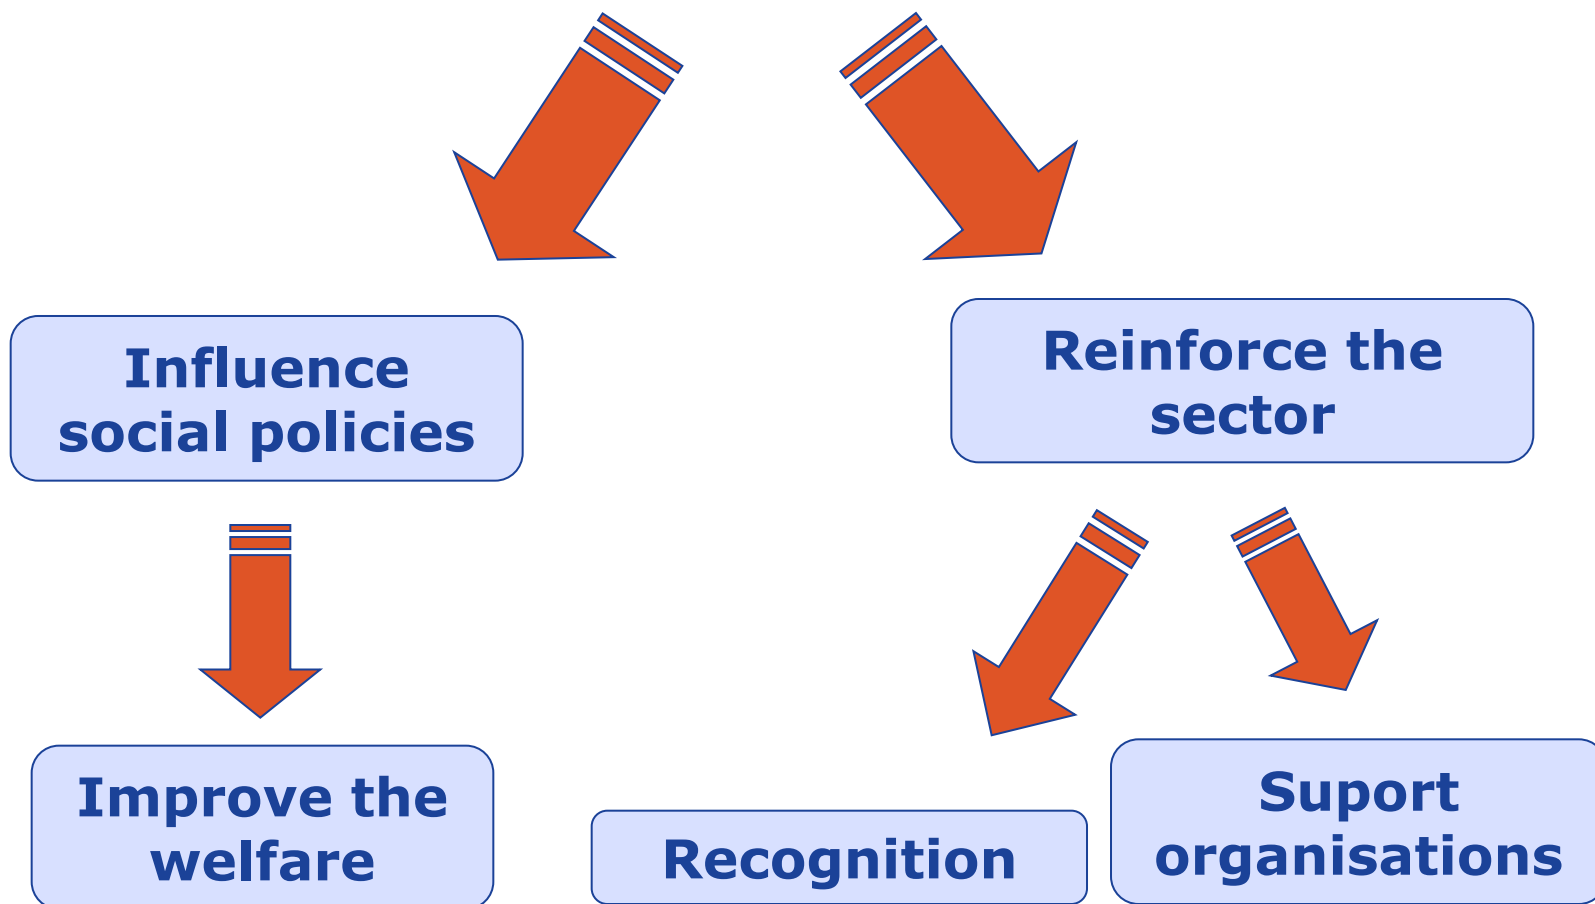 Influence
social policies
Reinforce the
sector
Improve the
welfare
Recognition
Suport
organisations